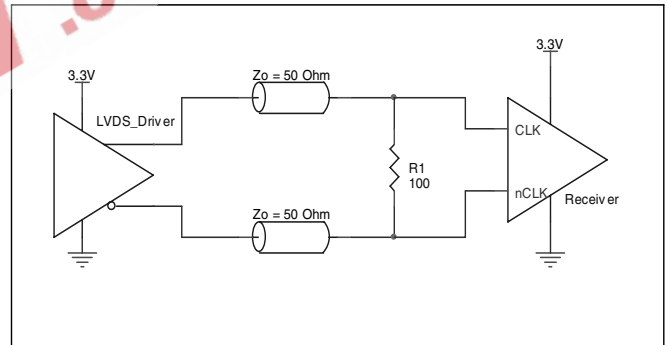 3.3V
3.3V
Zo = 50 Ohm
LVDS_Driver
CLK
R1
100
nCLK
Receiver
Zo = 50 Ohm